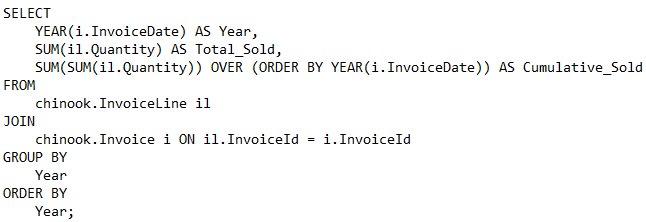 SELECT
    YEAR(i.InvoiceDate) AS Year,
    SUM(il.Quantity) AS Total_Sold,
    SUM(SUM(il.Quantity)) OVER (ORDER BY YEAR(i.InvoiceDate)) AS Cumulative_Sold
FROM
    chinook.InvoiceLine il
JOIN
    chinook.Invoice i ON il.InvoiceId = i.InvoiceId
GROUP BY
    Year
ORDER BY
    Year;